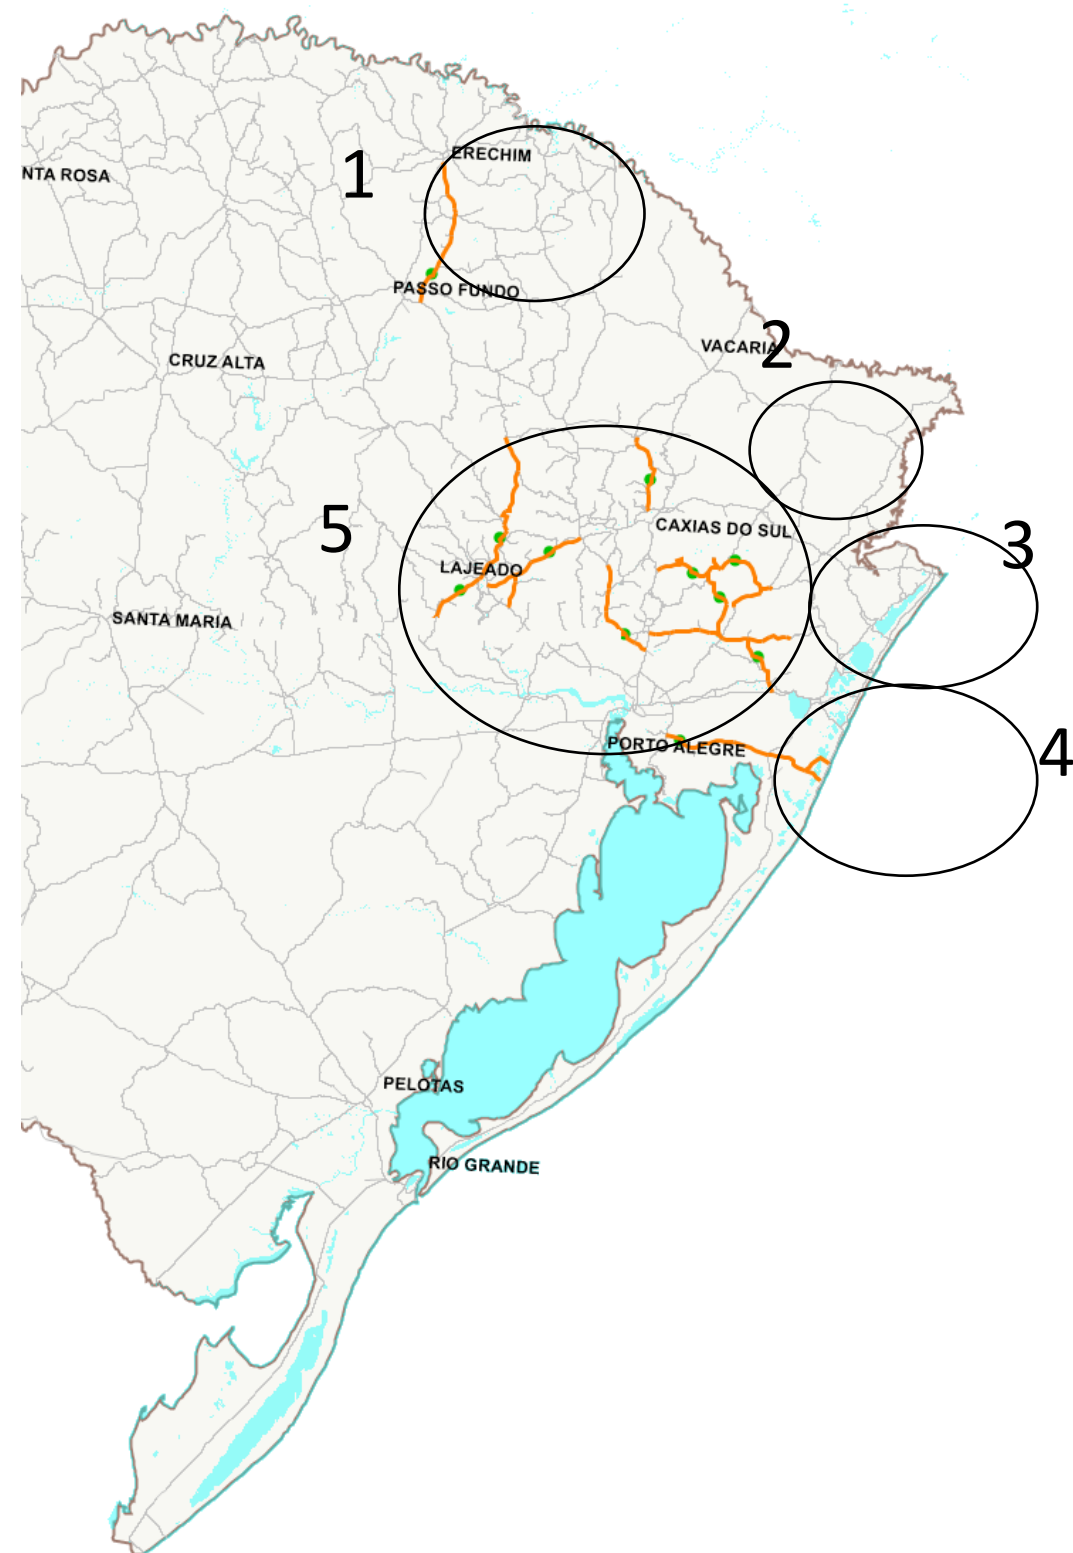 ERECHIM
1
NTA ROSA
PASSO FUNDO
2
VACARIA
CRUZ ALTA
5
3
CAXIAS DO SUL
LAJEADO
SANTA MARIA
4
PORTO ALEGRE
PELOTAS
RIO GRANDE